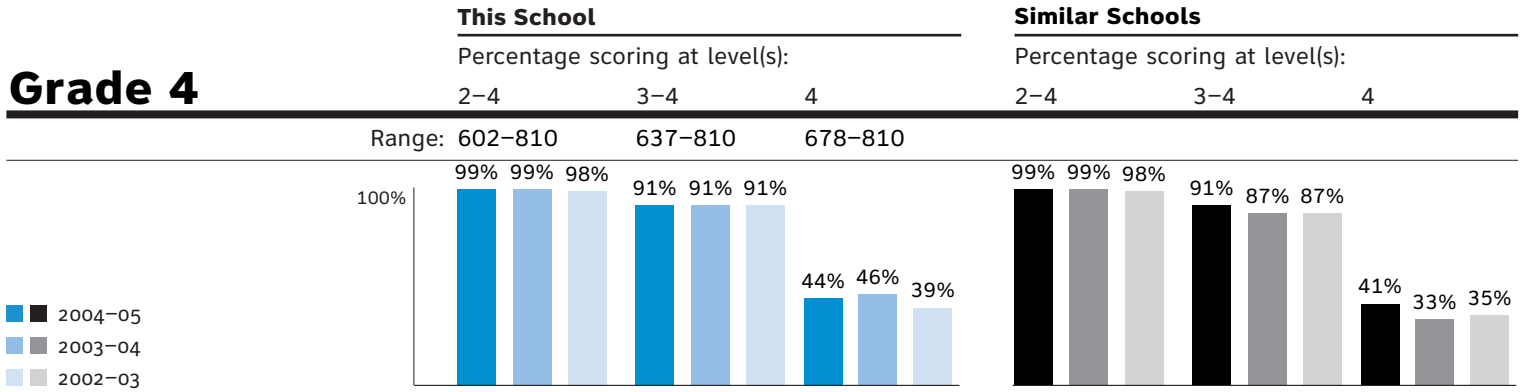 This School
Similar Schools
Percentage scoring at level(s):
Percentage scoring at level(s):
Grade 4
2–4 3–4 4
2–4 3–4 4
Range: 602–810 637–810 678–810
99% 99% 98% 91% 91% 91% 44% 46% 39%
99% 99% 98% 91% 87% 87% 41% 33% 35%
100%
2004–05
2003–04
2002–03